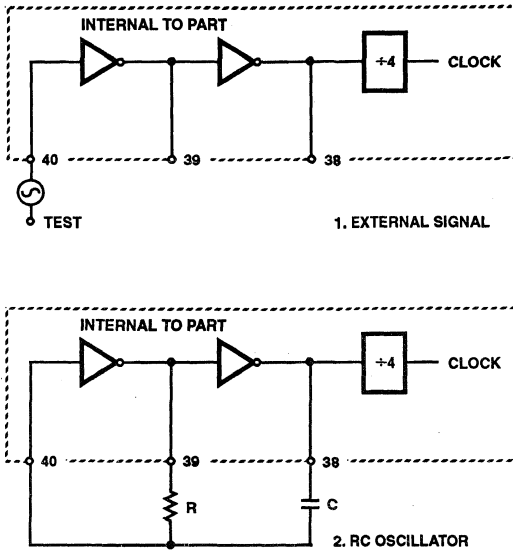 INTERNAL TO PART
÷4
CLOCK
40
39
38
TEST
1. EXTERNAL SIGNAL
INTERNAL TO PART
÷4
CLOCK
40
39
38
R
C
2. RC OSCILLATOR